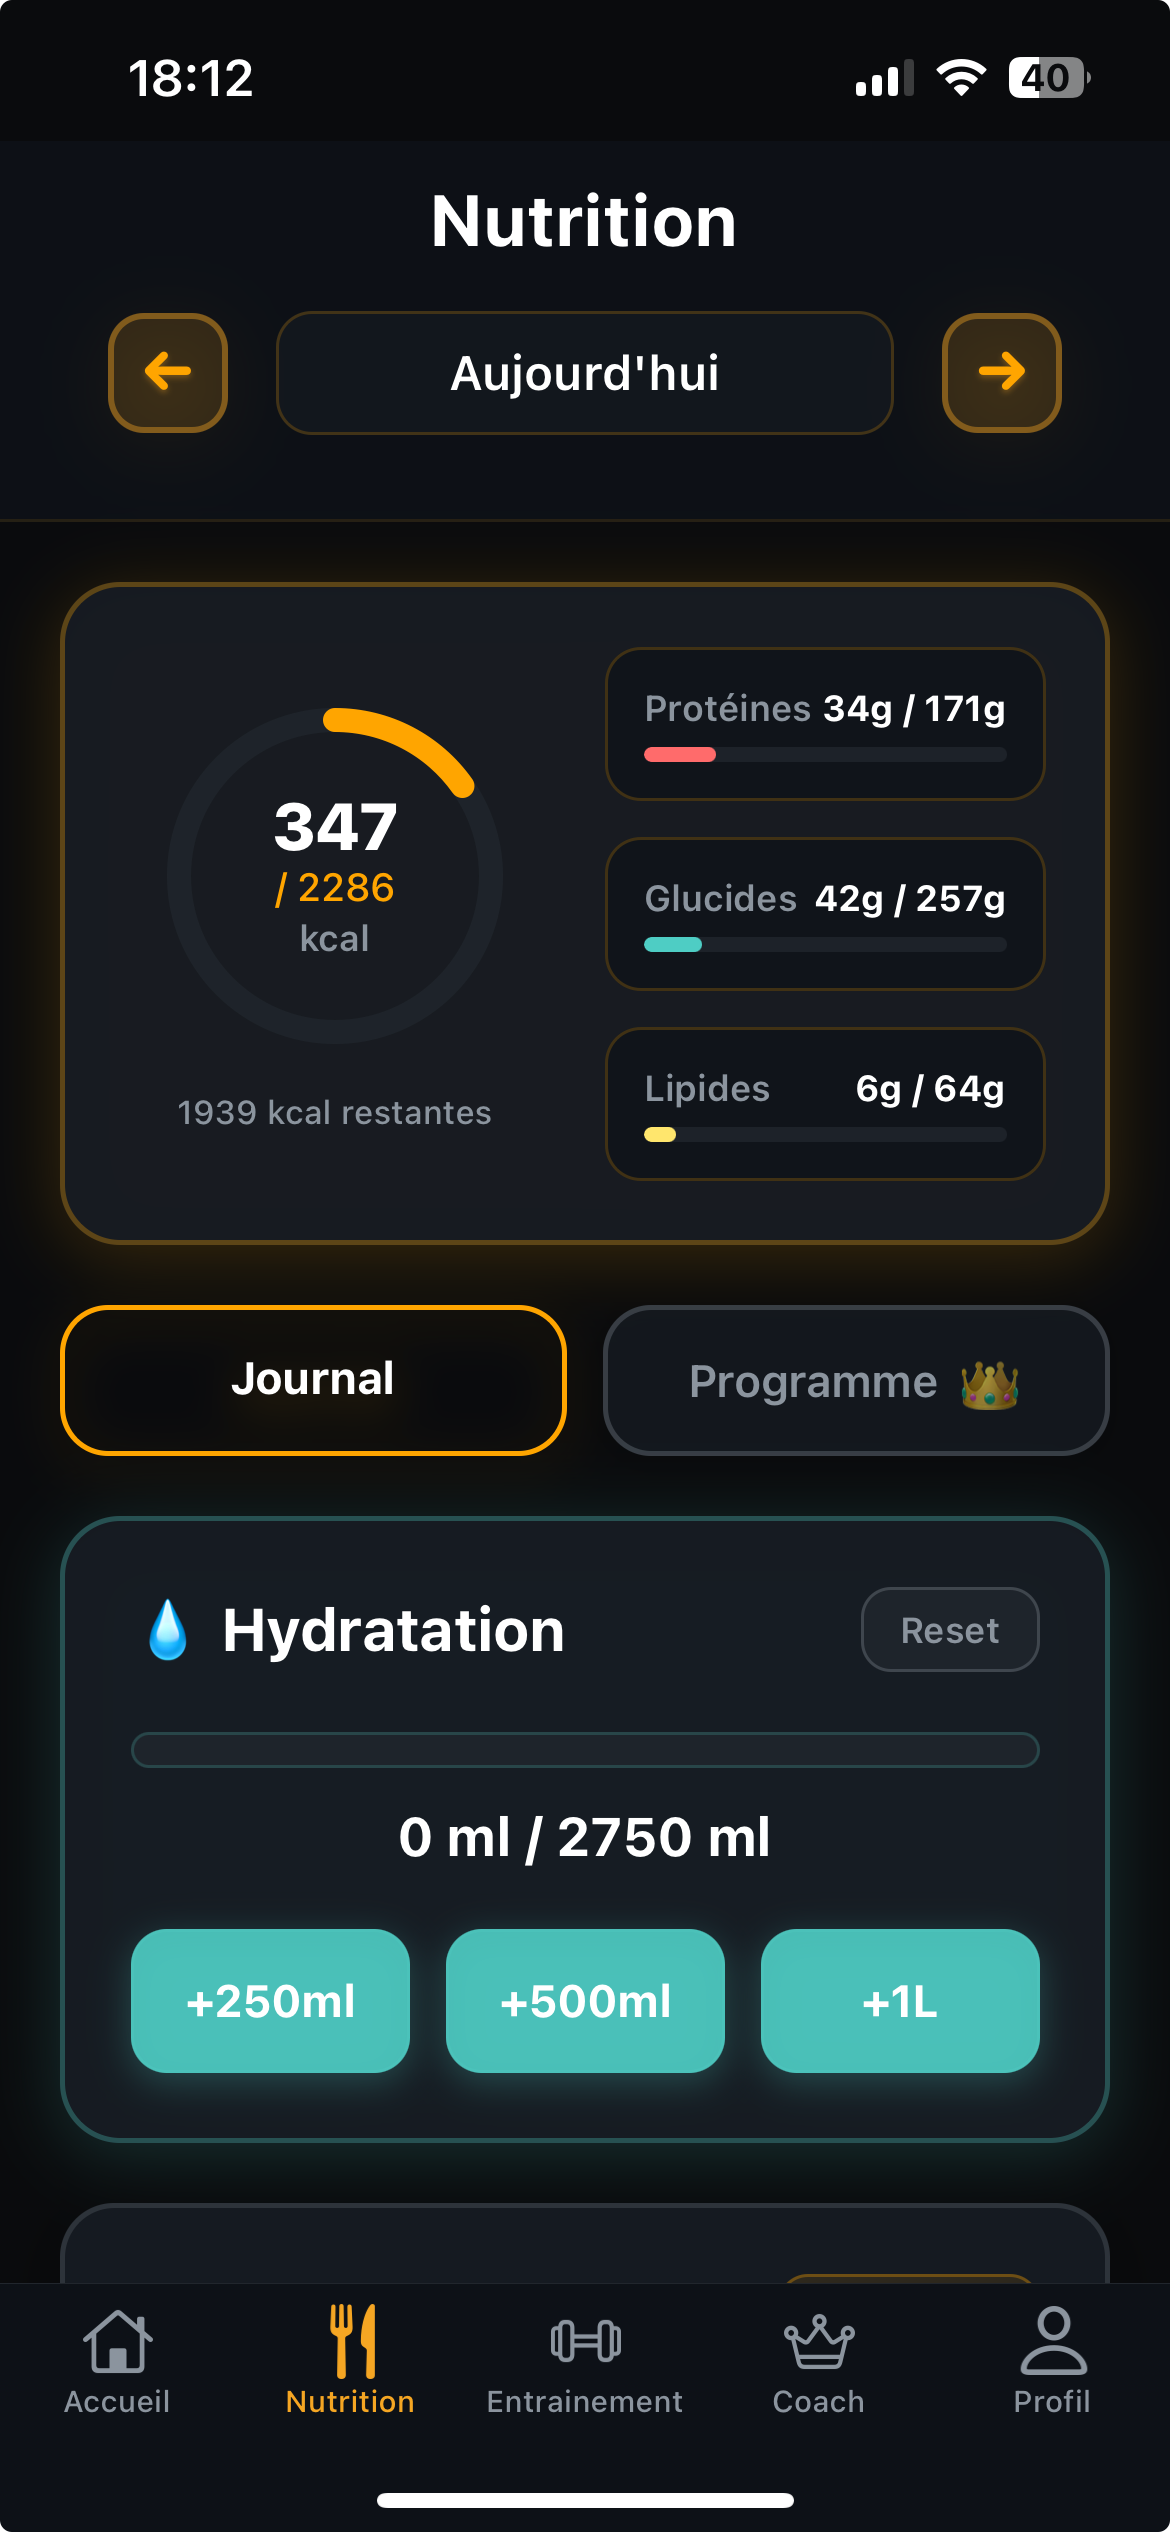 18:12
40
Nutrition
Aujourd'hui
347
/ 2286
kcal
1939 kcal restantes
Protéines 34g / 171g
Glucides 42g / 257g
Lipides 6g / 64g
Journal
Programme
Hydratation
Reset
0 ml / 2750 ml
+250ml
+500ml
+1L
Accueil
Nutrition
Entrainement
Coach
Profil